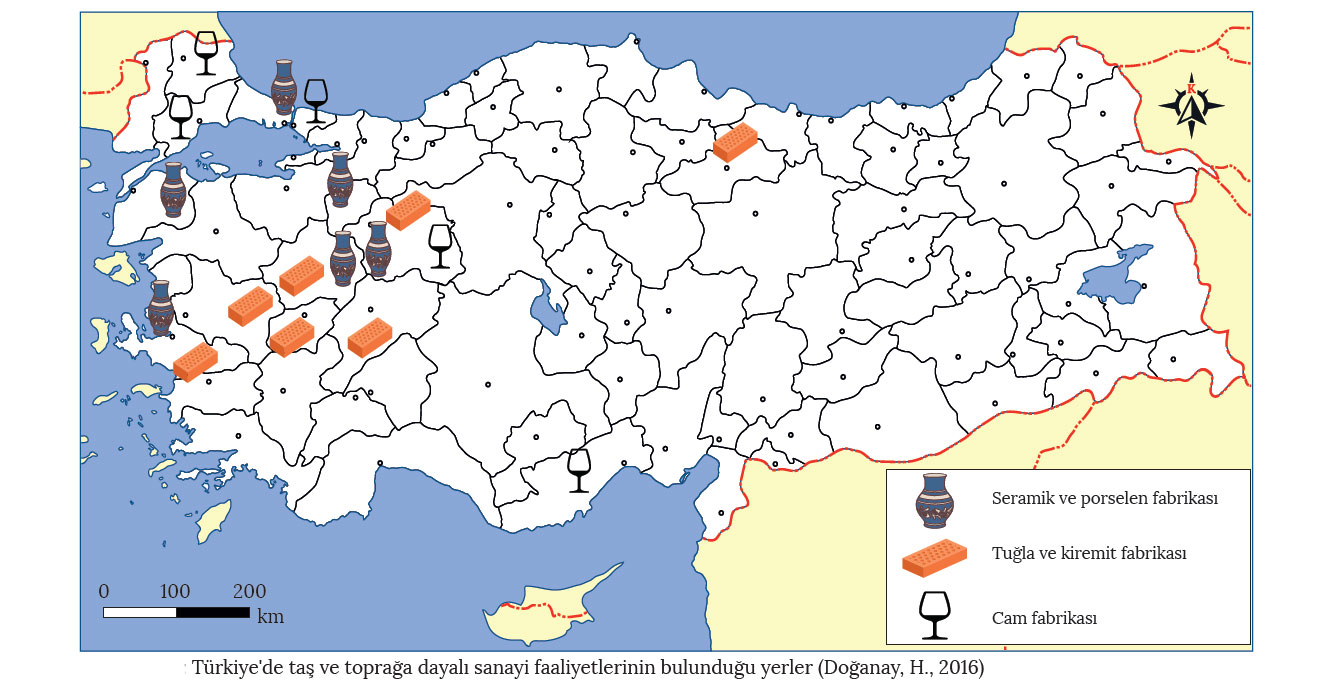 K
Seramik ve porselen fabrikası
Tuğla ve kiremit fabrikası
Cam fabrikası
0 100 200
km
Türkiye'de taş ve toprağa dayalı sanayi faaliyetlerinin bulunduğu yerler (Doğanay, H., 2016)